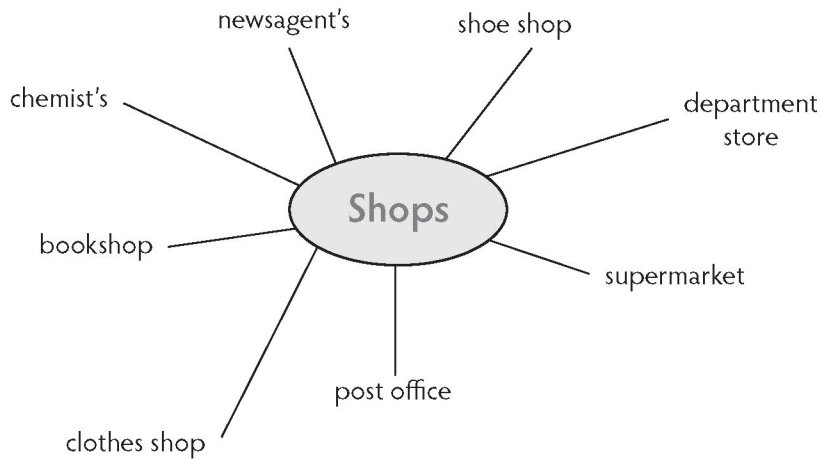 newsagent's
shoe shop
chemist's
department
store
Shops
bookshop
supermarket
post office
clothes shop